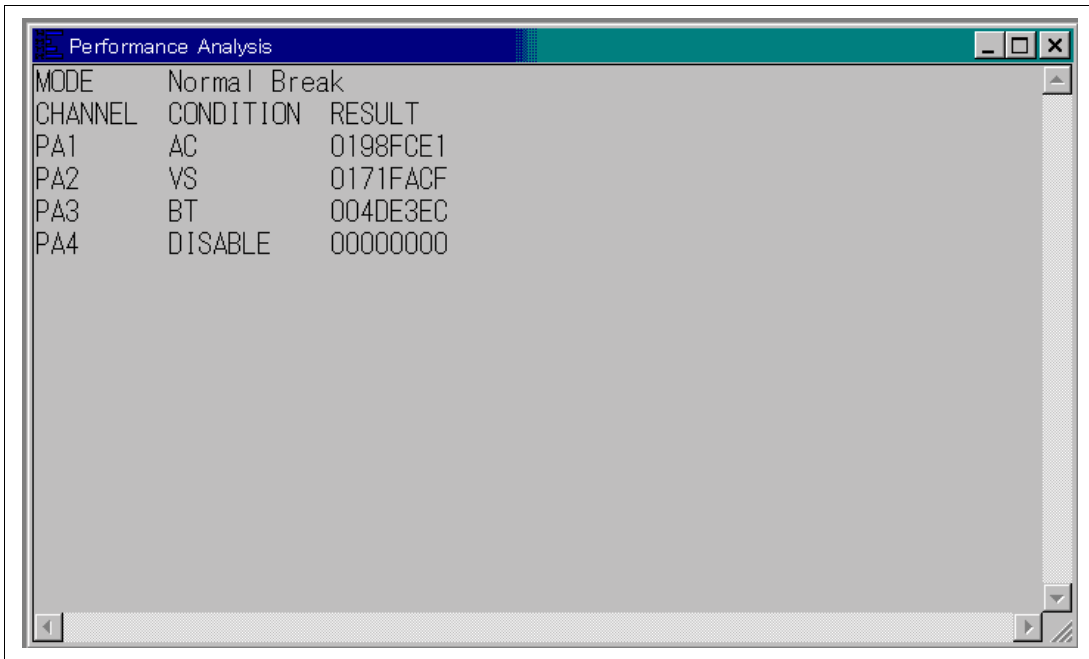 Performance Analysis
MODE Normal Break
CHANNEL CONDITION RESULT
PA1 AC 0198FCE1
PA2 VS 0171FACF
PA3 BT 004DE3EC
PA4 DISABLE 00000000